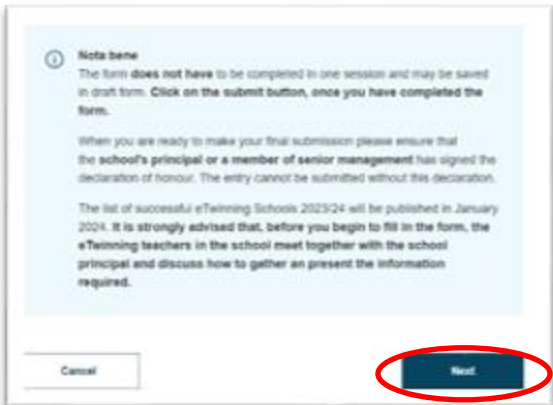 Nota bene
The form does not have to be completed in one session and may be saved
in draft form. Click on the submit button, once you have completed the
form.
When you are ready to make your final submission please ensure that
the school's principal or a member of senior management has signed the
declaration of honour. The entry cannot be submitted without this declaration.
The list of successful eTwinning Schools 2023/24 will be published in January
2024. It is strongly advised that, before you begin to fill in the form, the
eTwinning teachers in the school meet together with the school
principal and discuss how to gather an present the information
required.
Cancel
Next